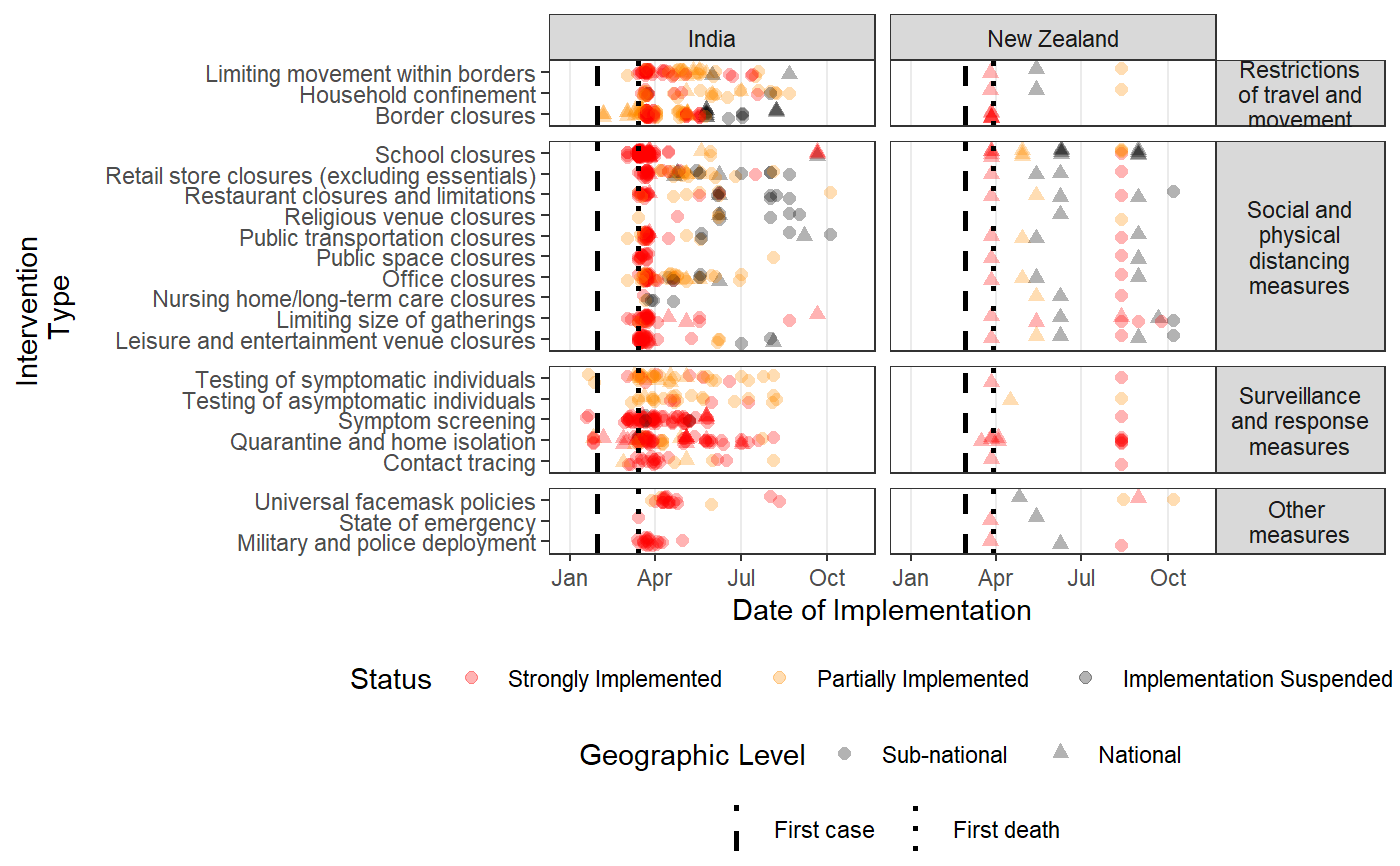 India
New Zealand
Limiting movement within borders
Household confinement
Border closures
Restrictions
of travel and
movement
School closures
Retail store closures (excluding essentials)
Restaurant closures and limitations
Religious venue closures
Public transportation closures
Public space closures
Office closures
Nursing home/long-term care closures
Limiting size of gatherings
Leisure and entertainment venue closures
Social and
physical
distancing
measures
Testing of symptomatic individuals
Testing of asymptomatic individuals
Symptom screening
Quarantine and home isolation
Contact tracing
Surveillance
and response
measures
Universal facemask policies
State of emergency
Military and police deployment
Other
measures
Intervention
Type
Jan Apr Jul Oct
Jan Apr Jul Oct
Date of Implementation
Status Strongly Implemented Partially Implemented Implementation Suspended
Geographic Level Sub-national National
First case First death